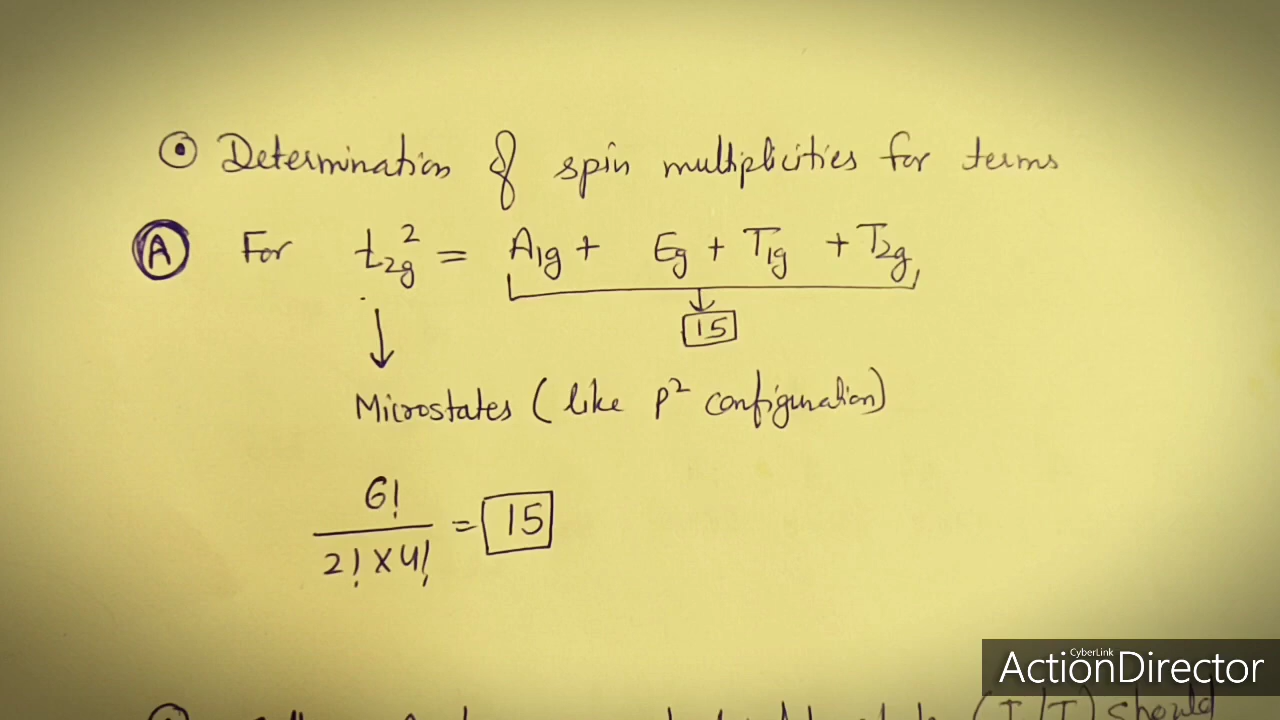 Determination of spin multiplicities for terms
A For t₂g² = A₁g + Eg + T₁g + T₂g
15
Microstates (like p² configuration)
6!
2! × 4!
= 15
CyberLink
ActionDirector
should